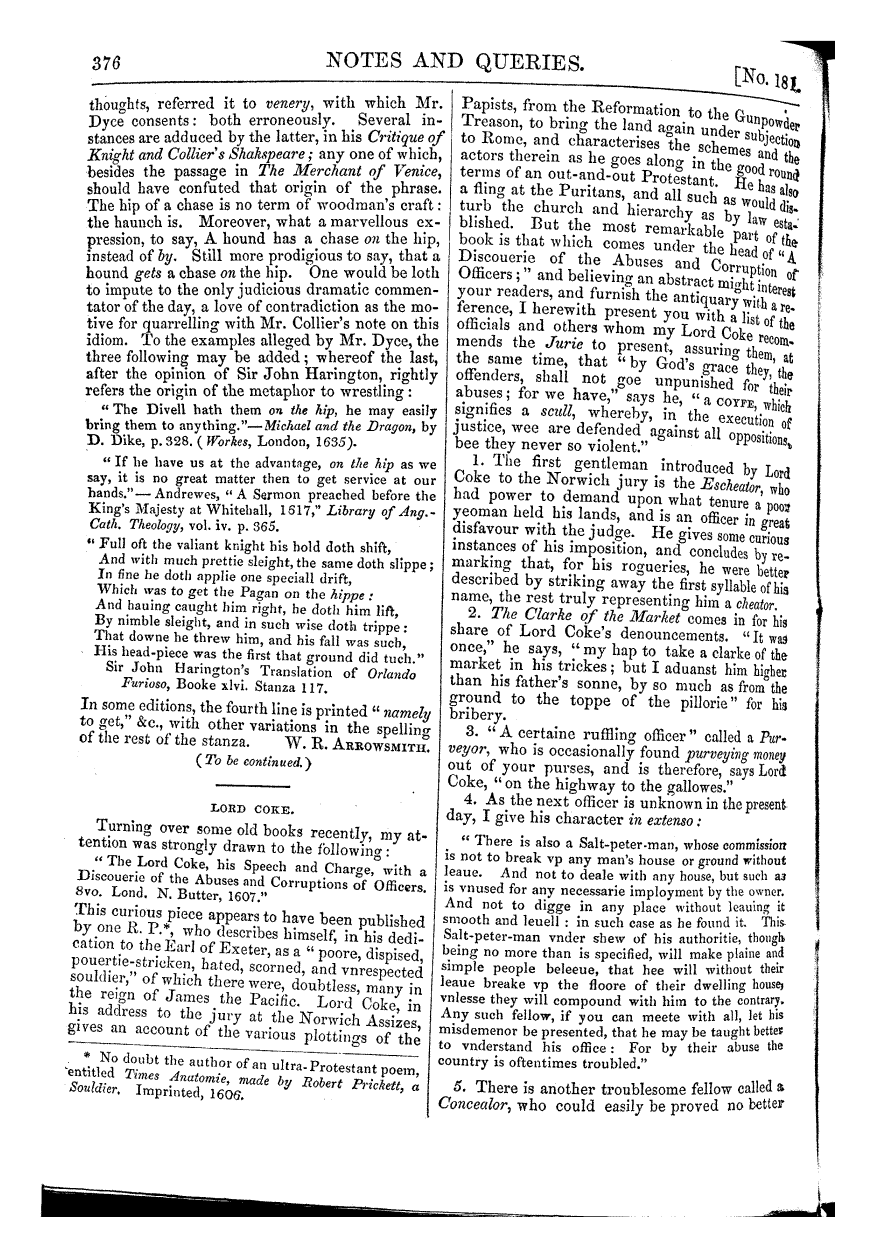 376 NOTES AND QUERIES. [No. 181.
thoughts, referred it to venery, with which Mr.
Dyce consents: both erroneously. Several in-
stances are adduced by the latter, in his Critique of
Knight and Collier's Shakspeare; any one of which,
besides the passage in The Merchant of Venice,
should have confuted that origin of the phrase.
The hip of a chase is no term of woodman's craft:
the haunch is. Moreover, what a marvellous ex-
pression, to say, A hound has a chase on the hip,
instead of by. Still more prodigious to say, that a
hound gets a chase on the hip. One would be loth
to impute to the only judicious dramatic commen-
tator of the day, a love of contradiction as the mo-
tive for quarrelling with Mr. Collier's note on this
idiom. To the examples alleged by Mr. Dyce, the
three following may be added; whereof the last,
after the opinion of Sir John Harington, rightly
refers the origin of the metaphor to wrestling:
"The Divell hath them on the hip, he may easily
bring them to anything."—Michael and the Dragon, by
D. Dike, p. 328. (Workes, London, 1635).
"If he have us at the advantage, on the hip as we
say, it is no great matter then to get service at our
hands."—Andrewes, "A Sermon preached before the
King's Majesty at Whitehall, 1617," Library of Ang.-
Cath. Theology, vol. iv. p. 365.
"Full oft the valiant knight his hold doth shift,
And with much prettie sleight, the same doth slippe;
In fine he doth applie one speciall drift,
Which was to get the Pagan on the hippe:
And hauing caught him right, he doth him lift,
By nimble sleight, and in such wise doth trippe:
That downe he threw him, and his fall was such,
His head-piece was the first that ground did tuch."
Sir John Harington's Translation of Orlando
Furioso, Booke xlvi. Stanza 117.
In some editions, the fourth line is printed "namely
to get," &c., with other variations in the spelling
of the rest of the stanza. W. R. ARROWSMITH.
(To be continued.)
LORD COKE.
Turning over some old books recently, my at-
tention was strongly drawn to the following:
"The Lord Coke, his Speech and Charge, with a
Discouerie of the Abuses and Corruptions of Officers.
8vo. Lond. N. Butter, 1607."
This curious piece appears to have been published
by one R. P.*, who describes himself, in his dedi-
cation to the Earl of Exeter, as a "poore, dispised,
pouertie-stricken, hated, scorned, and vnrespected
souldier," of which there were, doubtless, many in
the reign of James the Pacific. Lord Coke, in
his address to the jury at the Norwich Assizes,
gives an account of the various plottings of the
* No doubt the author of an ultra-Protestant poem,
entitled Times Anatomie, made by Robert Prickett, a
Souldier. Imprinted, 1606.
Papists, from the Reformation to the Gunpowder
Treason, to bring the land again under subjection
to Rome, and characterises the schemes and the
actors therein as he goes along in the good round
terms of an out-and-out Protestant. He has also
a fling at the Puritans, and all such as would dis-
turb the church and hierarchy as by law esta-
blished. But the most remarkable part of the
book is that which comes under the head of "A
Discouerie of the Abuses and Corruption of
Officers;" and believing an abstract might interest
your readers, and furnish the antiquary with a re-
ference, I herewith present you with a list of the
officials and others whom my Lord Coke recom-
mends the Jurie to present, assuring them, at
the same time, that "by God's grace they, the
offenders, shall not goe unpunished for their
abuses; for we have," says he, "a COYFE, which
signifies a scull, whereby, in the execution of
justice, wee are defended against all oppositions,
bee they never so violent."
1. The first gentleman introduced by Lord
Coke to the Norwich jury is the Escheator, who
had power to demand upon what tenure a poor
yeoman held his lands, and is an officer in great
disfavour with the judge. He gives some curious
instances of his imposition, and concludes by re-
marking that, for his rogueries, he were better
described by striking away the first syllable of his
name, the rest truly representing him a cheator.
2. The Clarke of the Market comes in for his
share of Lord Coke's denouncements. "It was
once," he says, "my hap to take a clarke of the
market in his trickes; but I aduanst him higher
than his father's sonne, by so much as from the
ground to the toppe of the pillorie" for his
bribery.
3. "A certaine ruffling officer" called a Pur-
veyor, who is occasionally found purveying money
out of your purses, and is therefore, says Lord
Coke, "on the highway to the gallowes."
4. As the next officer is unknown in the present
day, I give his character in extenso:
"There is also a Salt-peter-man, whose commission
is not to break vp any man's house or ground without
leaue. And not to deale with any house, but such as
is vnused for any necessarie imployment by the owner.
And not to digge in any place without leauing it
smooth and leuell: in such case as he found it. This
Salt-peter-man vnder shew of his authoritie, though
being no more than is specified, will make plaine and
simple people beleeue, that hee will without their
leaue breake vp the floore of their dwelling house,
vnlesse they will compound with him to the contrary.
Any such fellow, if you can meete with all, let his
misdemenor be presented, that he may be taught better
to vnderstand his office: For by their abuse the
country is oftentimes troubled."
5. There is another troublesome fellow called a
Concealor, who could easily be proved no better